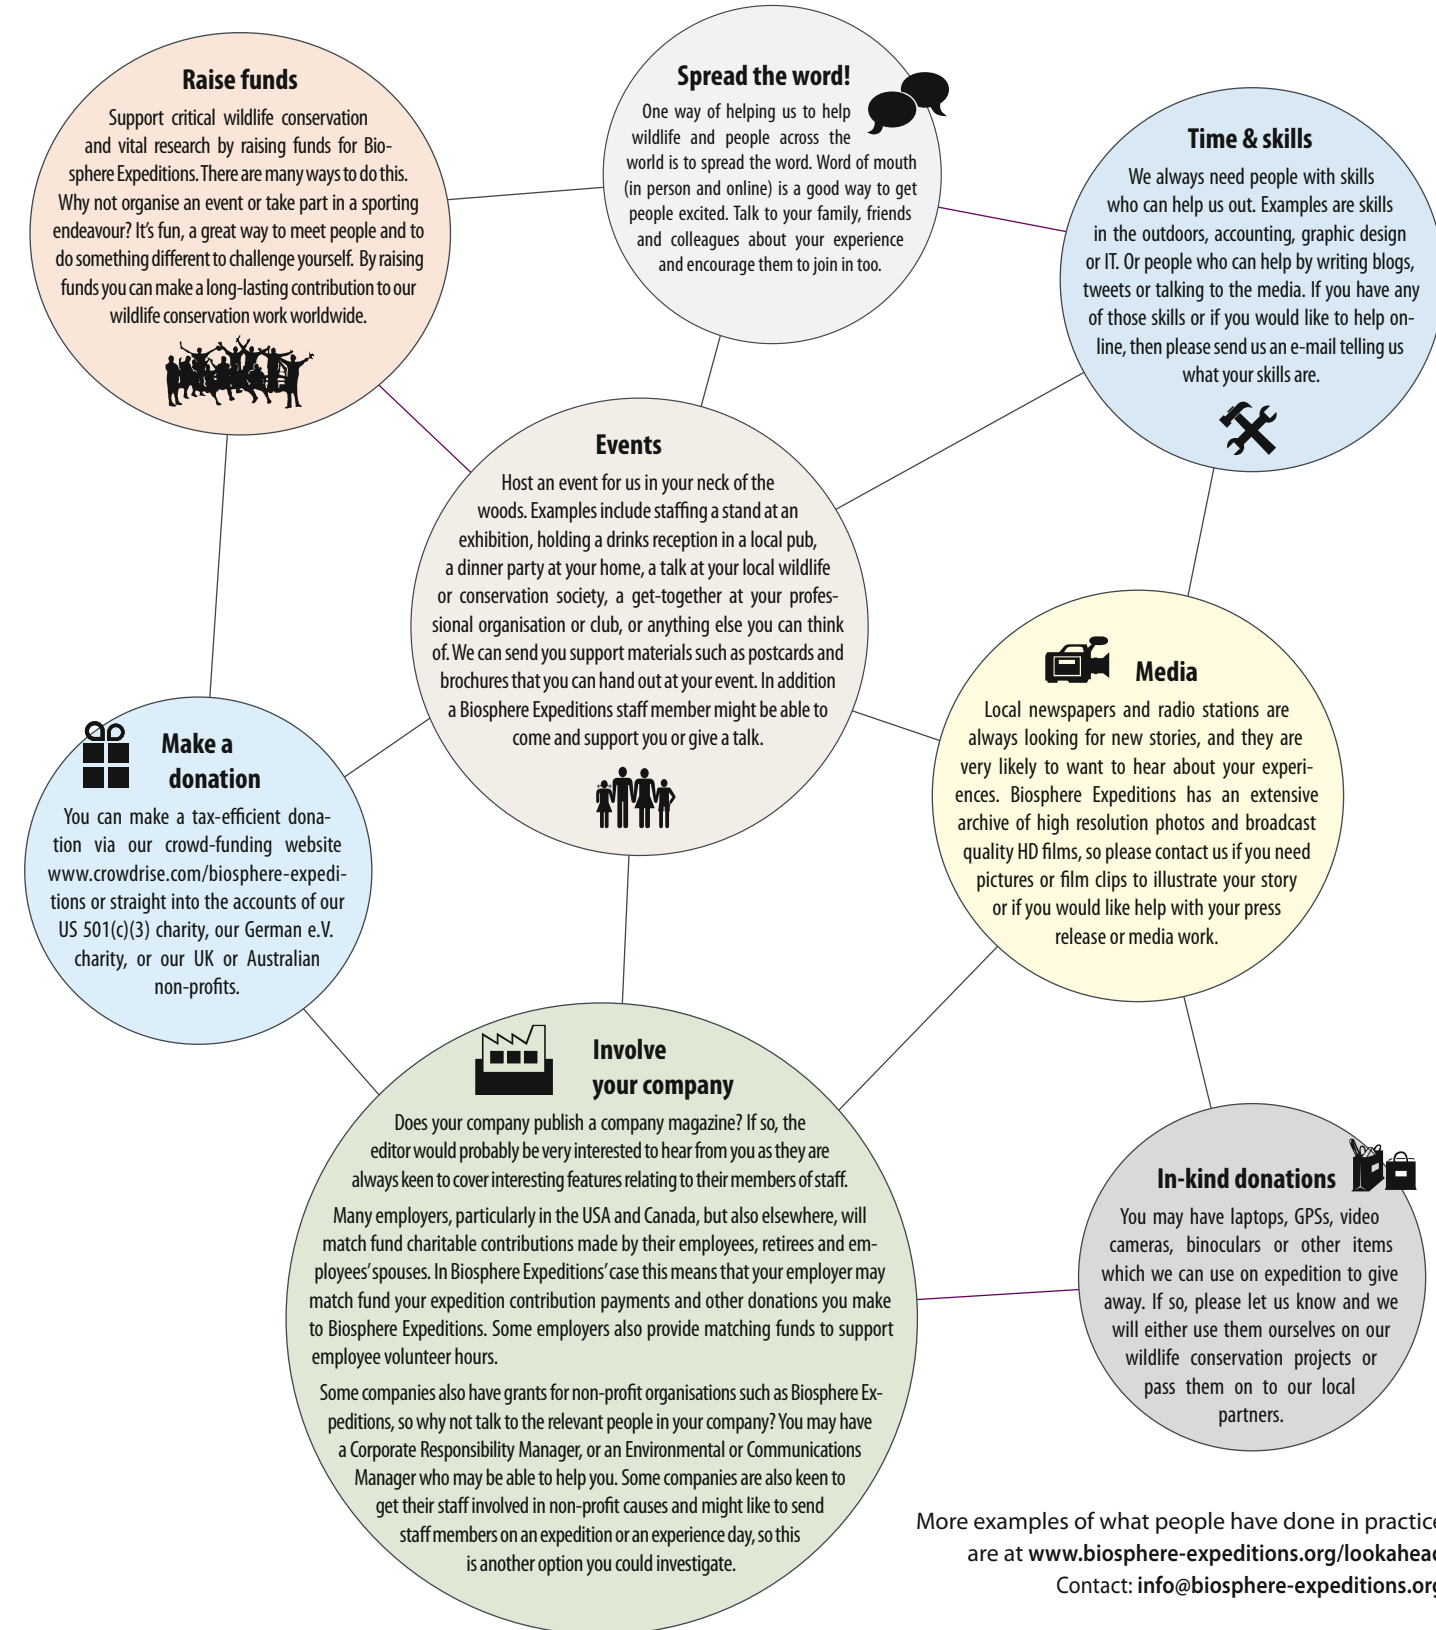 Raise funds
Support critical wildlife conservation
and vital research by raising funds for Bio-
sphere Expeditions. There are many ways to do this.
Why not organise an event or take part in a sporting
endeavour? It's fun, a great way to meet people and to
do something different to challenge yourself. By raising
funds you can make a long-lasting contribution to our
wildlife conservation work worldwide.
Spread the word!
One way of helping us to help
wildlife and people across the
world is to spread the word. Word of mouth
(in person and online) is a good way to get
people excited. Talk to your family, friends
and colleagues about your experience
and encourage them to join in too.
Time & skills
We always need people with skills
who can help us out. Examples are skills
in the outdoors, accounting, graphic design
or IT. Or people who can help by writing blogs,
tweets or talking to the media. If you have any
of those skills or if you would like to help on-
line, then please send us an e-mail telling us
what your skills are.
Events
Host an event for us in your neck of the
woods. Examples include staffing a stand at an
exhibition, holding a drinks reception in a local pub,
a dinner party at your home, a talk at your local wildlife
or conservation society, a get-together at your profes-
sional organisation or club, or anything else you can think
of. We can send you support materials such as postcards and
brochures that you can hand out at your event. In addition
a Biosphere Expeditions staff member might be able to
come and support you or give a talk.
Media
Local newspapers and radio stations are
always looking for new stories, and they are
very likely to want to hear about your experi-
ences. Biosphere Expeditions has an extensive
archive of high resolution photos and broadcast
quality HD films, so please contact us if you need
pictures or film clips to illustrate your story
or if you would like help with your press
release or media work.
Make a
donation
You can make a tax-efficient dona-
tion via our crowd-funding website
www.crowdrise.com/biosphere-expedi-
tions or straight into the accounts of our
US 501(c)(3) charity, our German e.V.
charity, or our UK or Australian
non-profits.
Involve
your company
Does your company publish a company magazine? If so, the
editor would probably be very interested to hear from you as they are
always keen to cover interesting features relating to their members of staff.
Many employers, particularly in the USA and Canada, but also elsewhere, will
match fund charitable contributions made by their employees, retirees and em-
ployees' spouses. In Biosphere Expeditions' case this means that your employer may
match fund your expedition contribution payments and other donations you make
to Biosphere Expeditions. Some employers also provide matching funds to support
employee volunteer hours.
Some companies also have grants for non-profit organisations such as Biosphere Ex-
peditions, so why not talk to the relevant people in your company? You may have
a Corporate Responsibility Manager, or an Environmental or Communications
Manager who may be able to help you. Some companies are also keen to
get their staff involved in non-profit causes and might like to send
staff members on an expedition or an experience day, so this
is another option you could investigate.
In-kind donations
You may have laptops, GPSs, video
cameras, binoculars or other items
which we can use on expedition to give
away. If so, please let us know and we
will either use them ourselves on our
wildlife conservation projects or
pass them on to our local
partners.
More examples of what people have done in practice
are at www.biosphere-expeditions.org/lookahead
Contact: info@biosphere-expeditions.org